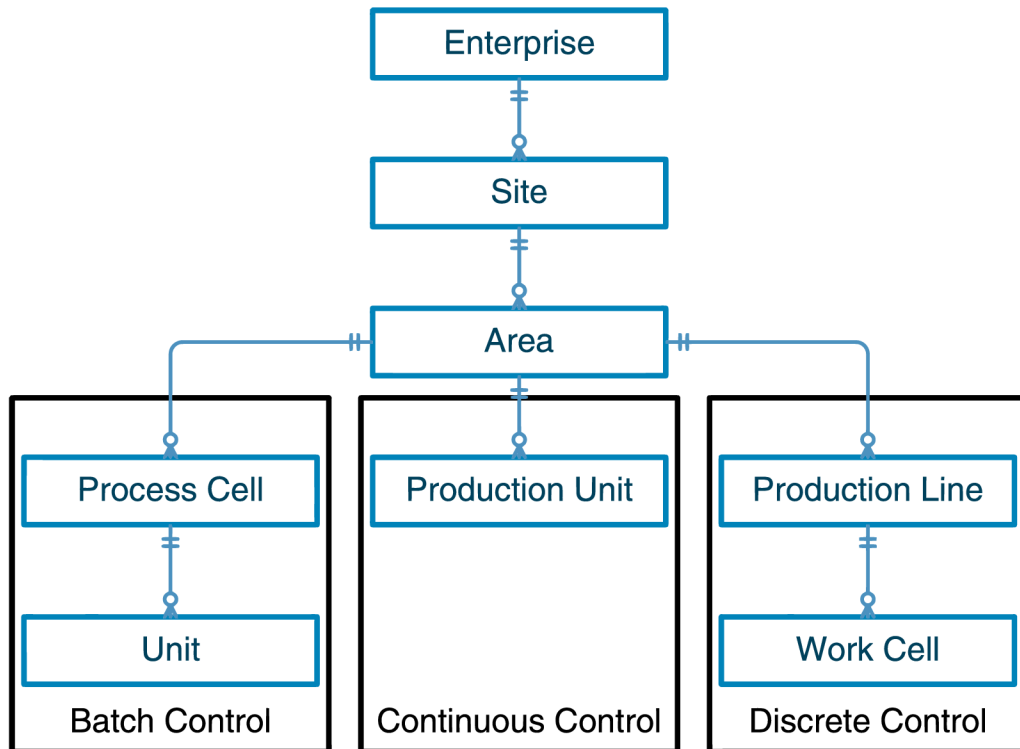 Enterprise
Site
Area
Process Cell
Production Unit
Production Line
Unit
Work Cell
Batch Control
Continuous Control
Discrete Control